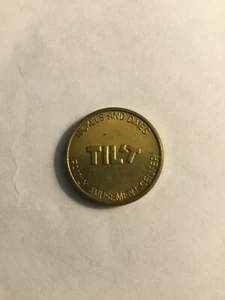 NICKELS AND DIMES
TILT
FAMILY AMUSEMENT CENTER